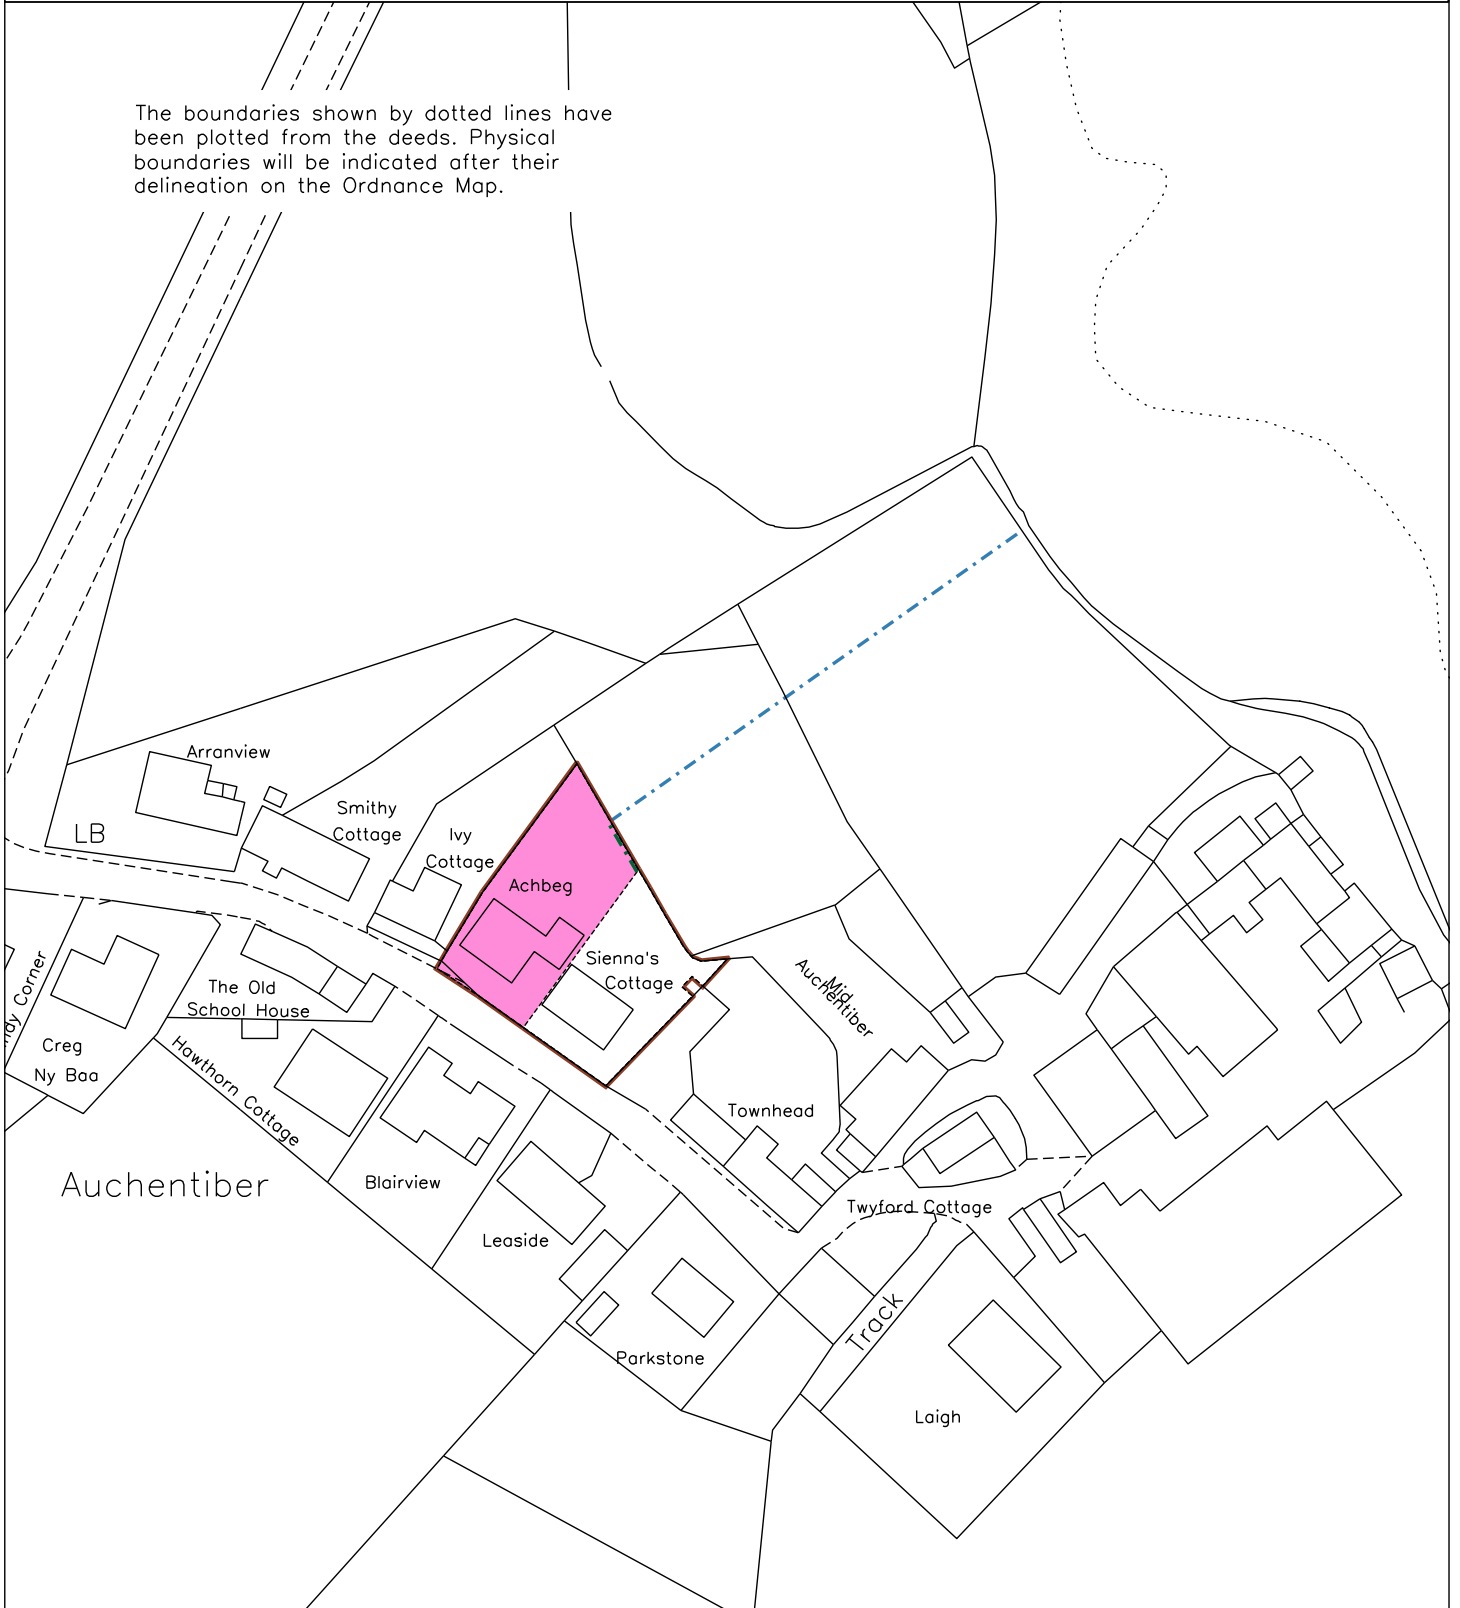 The boundaries shown by dotted lines have
been plotted from the deeds. Physical
boundaries will be indicated after their
delineation on the Ordnance Map.
Arranview
LB
Smithy
Cottage
Ivy
Cottage
Achbeg
Sienna's
Cottage
Mid
Auchentiber
Corner
The Old
School House
Creg
Ny Baa
Hawthorn Cottage
Townhead
Auchentiber
Blairview
Twyford Cottage
Leaside
Track
Parkstone
Laigh